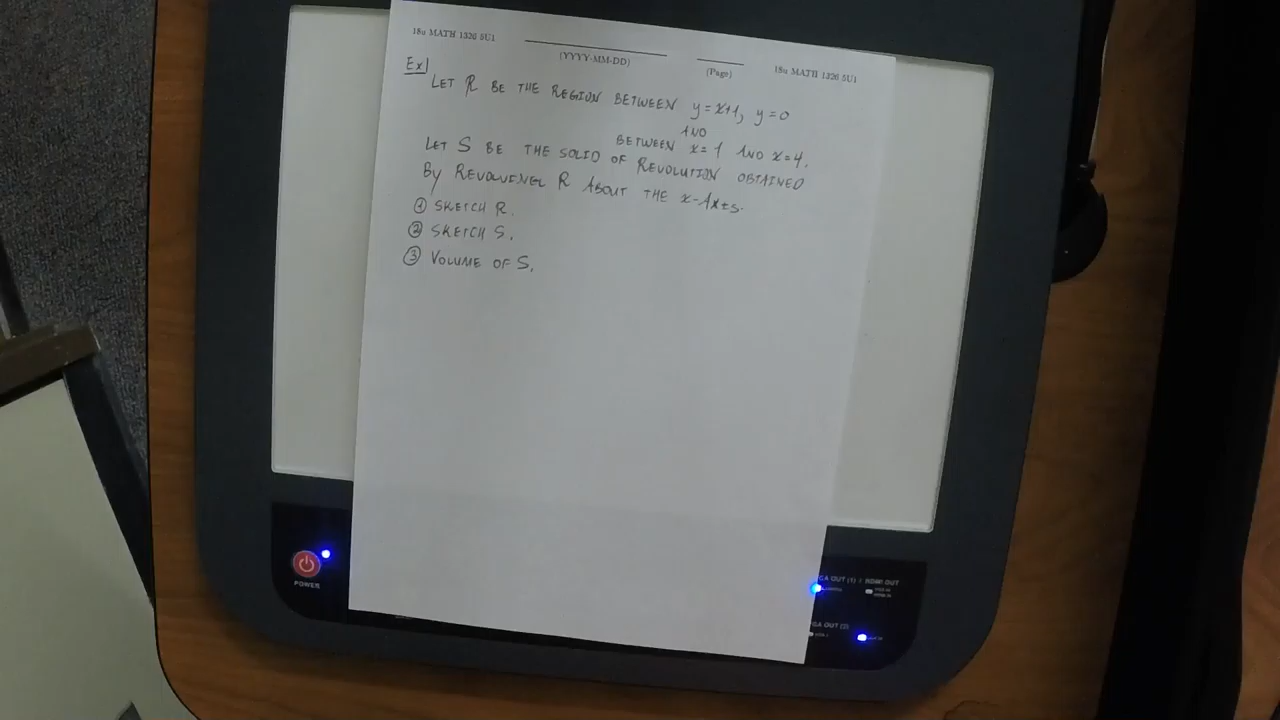 18u MATH 1326 5U1 (YYYY-MM-DD) (Page) 18u MATH 1326 5U1
Ex1
LET R BE THE REGION BETWEEN y=x+1, y=0
AND
BETWEEN x=1 AND x=4.
LET S BE THE SOLID OF REVOLUTION OBTAINED
BY REVOLVING R ABOUT THE x-AXIS.
① SKETCH R.
② SKETCH S.
③ VOLUME OF S.
POWER
HDMI OUT